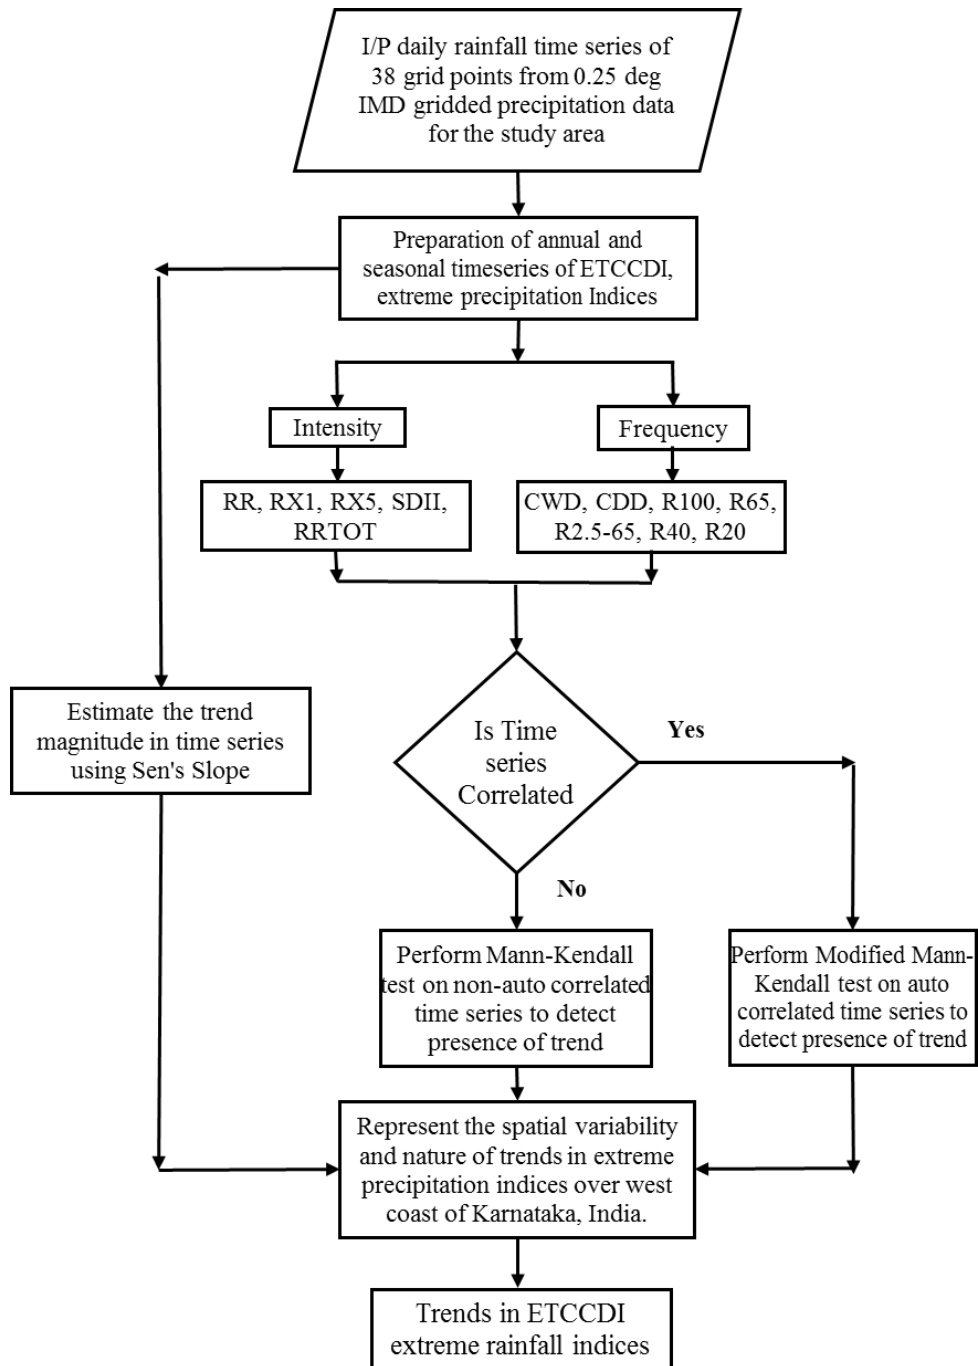 I/P daily rainfall time series of
38 grid points from 0.25 deg
IMD gridded precipitation data
for the study area
Preparation of annual and
seasonal timeseries of ETCCDI,
extreme precipitation Indices
Intensity
Frequency
RR, RX1, RX5, SDII,
RRTOT
CWD, CDD, R100, R65,
R2.5-65, R40, R20
Estimate the trend
magnitude in time series
using Sen's Slope
Is Time
series
Correlated
Yes
No
Perform Mann-Kendall
test on non-auto correlated
time series to detect
presence of trend
Perform Modified Mann-
Kendall test on auto
correlated time series to
detect presence of trend
Represent the spatial variability
and nature of trends in extreme
precipitation indices over west
coast of Karnataka, India.
Trends in ETCCDI
extreme rainfall indices